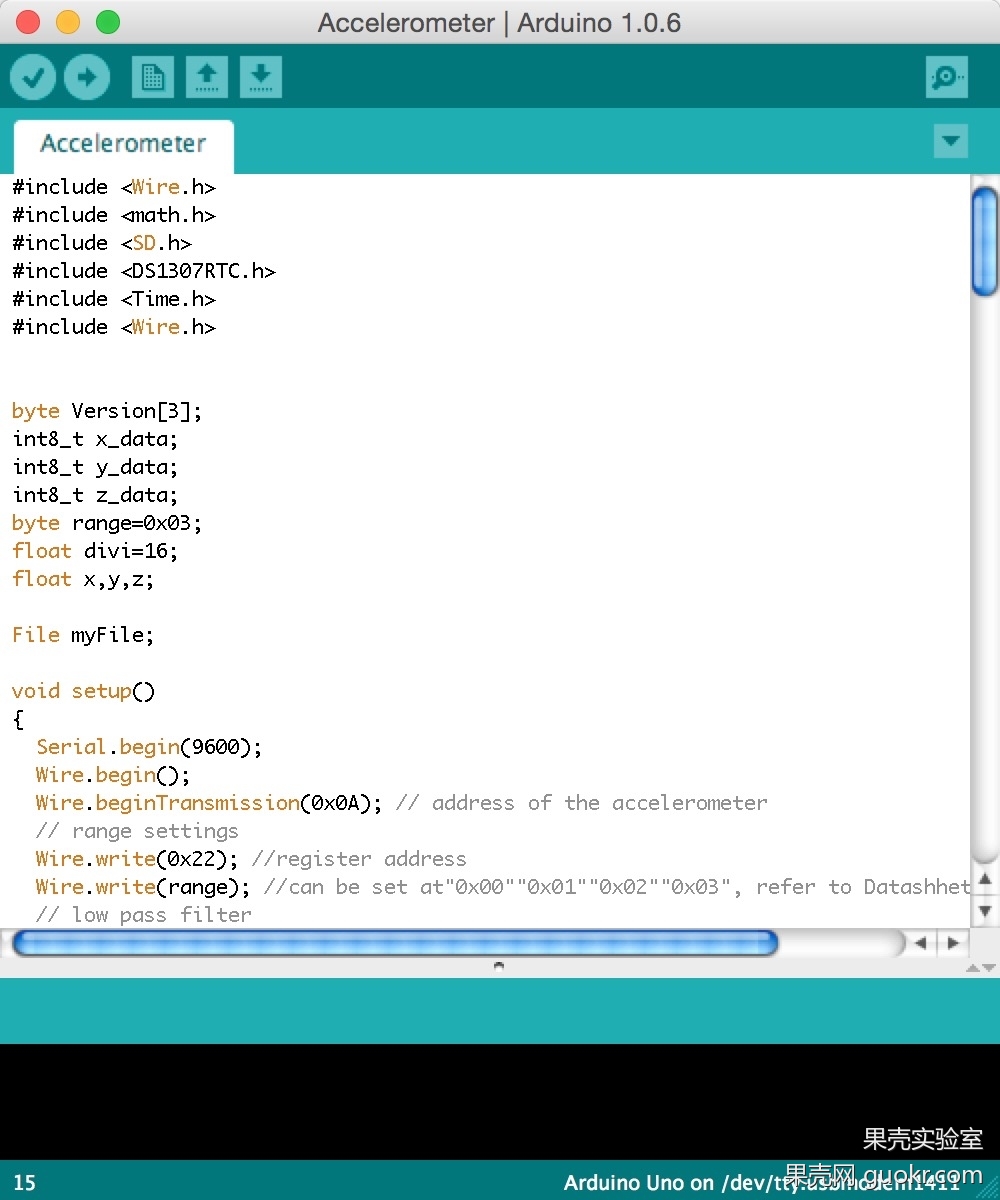 Accelerometer | Arduino 1.0.6
Accelerometer
#include <Wire.h>
#include <math.h>
#include <SD.h>
#include <DS1307RTC.h>
#include <Time.h>
#include <Wire.h>
byte Version[3];
int8_t x_data;
int8_t y_data;
int8_t z_data;
byte range=0x03;
float divi=16;
float x,y,z;
File myFile;
void setup()
{
  Serial.begin(9600);
  Wire.begin();
  Wire.beginTransmission(0x0A); // address of the accelerometer
  // range settings
  Wire.write(0x22); //register address
  Wire.write(range); //can be set at"0x00""0x01""0x02""0x03", refer to Datashhet
  // low pass filter
果壳实验室
果壳网 guokr.com
15
Arduino Uno on /dev/tty.usbmodem1411